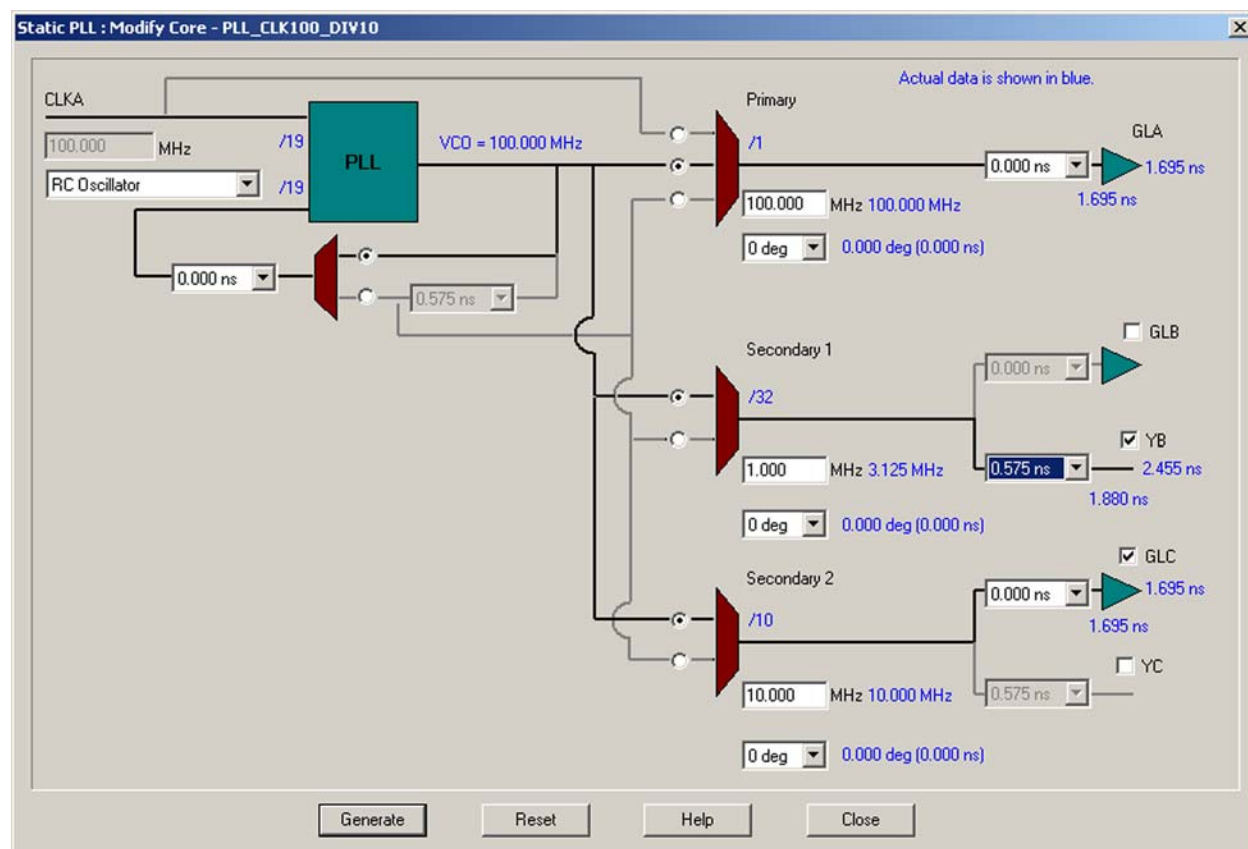 Static PLL : Modify Core - PLL_CLK100_DIV10
Actual data is shown in blue.
CLKA
100.000 MHz
RC Oscillator
/19
/19
PLL
VCO = 100.000 MHz
0.000 ns
0.575 ns
Primary
/1
100.000 MHz 100.000 MHz
0 deg 0.000 deg (0.000 ns)
GLA
0.000 ns
1.695 ns
1.695 ns
Secondary 1
/32
1.000 MHz 3.125 MHz
0 deg 0.000 deg (0.000 ns)
GLB
0.000 ns
YB
0.575 ns
2.455 ns
1.880 ns
Secondary 2
/10
10.000 MHz 10.000 MHz
0 deg 0.000 deg (0.000 ns)
GLC
0.000 ns
1.695 ns
1.695 ns
YC
0.575 ns
Generate Reset Help Close